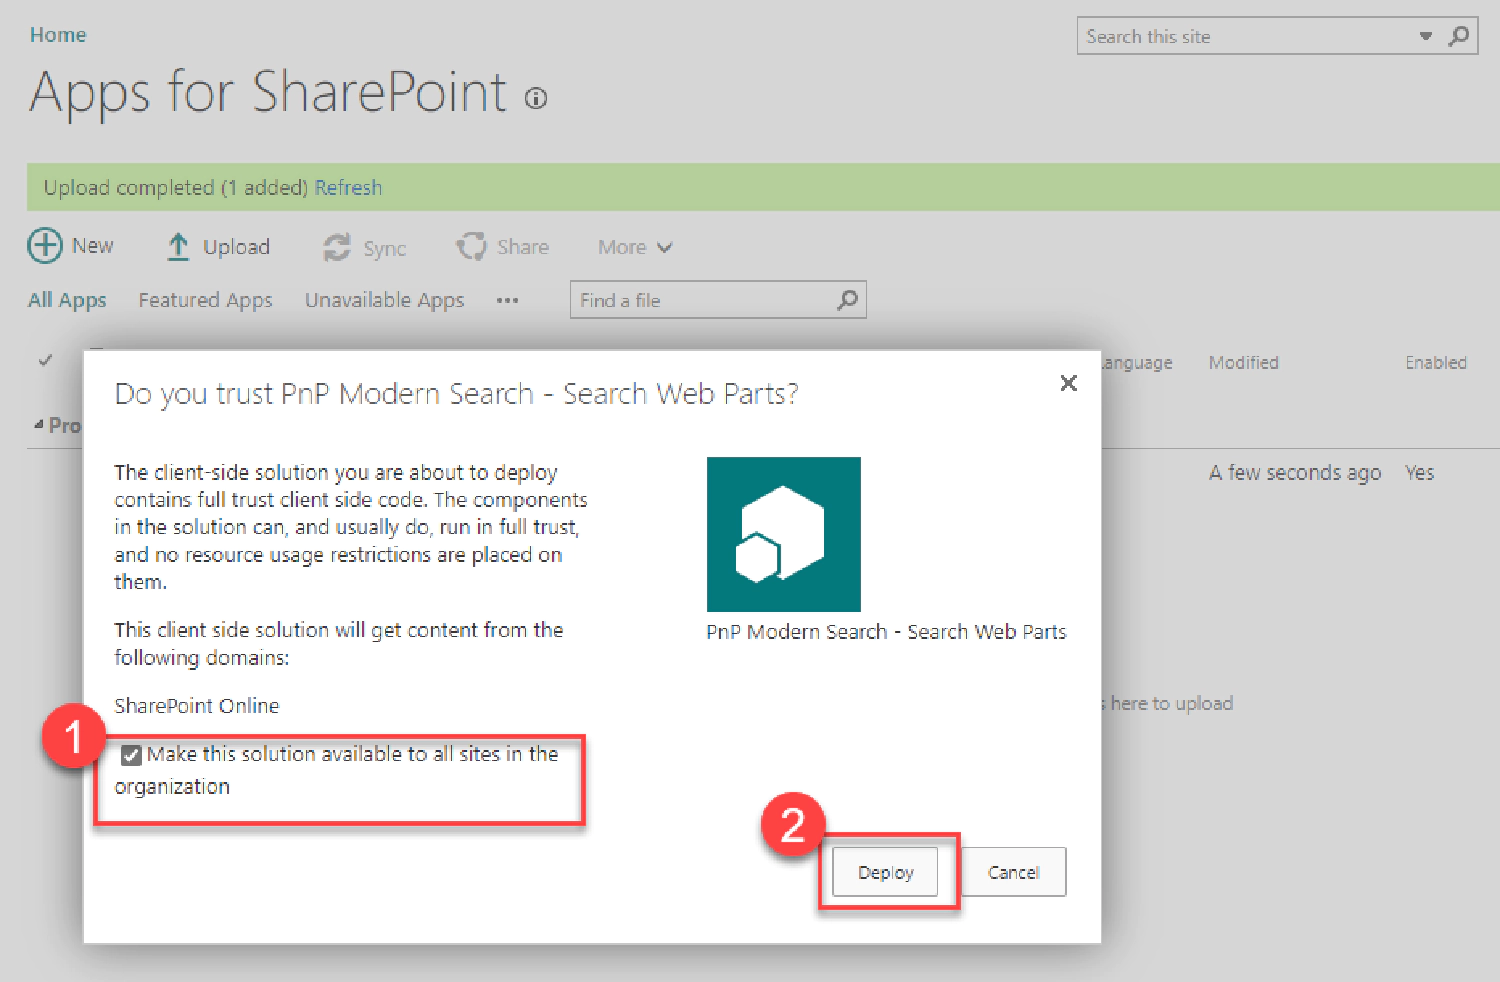 Home
Search this site
Apps for SharePoint
Upload completed (1 added) Refresh
New Upload Sync Share More
All Apps Featured Apps Unavailable Apps ••• Find a file
Language Modified Enabled
Do you trust PnP Modern Search - Search Web Parts?
Pro
The client-side solution you are about to deploy
contains full trust client side code. The components
in the solution can, and usually do, run in full trust,
and no resource usage restrictions are placed on
them.
A few seconds ago Yes
This client side solution will get content from the
following domains:
PnP Modern Search - Search Web Parts
SharePoint Online
s here to upload
1
Make this solution available to all sites in the
organization
2
Deploy Cancel